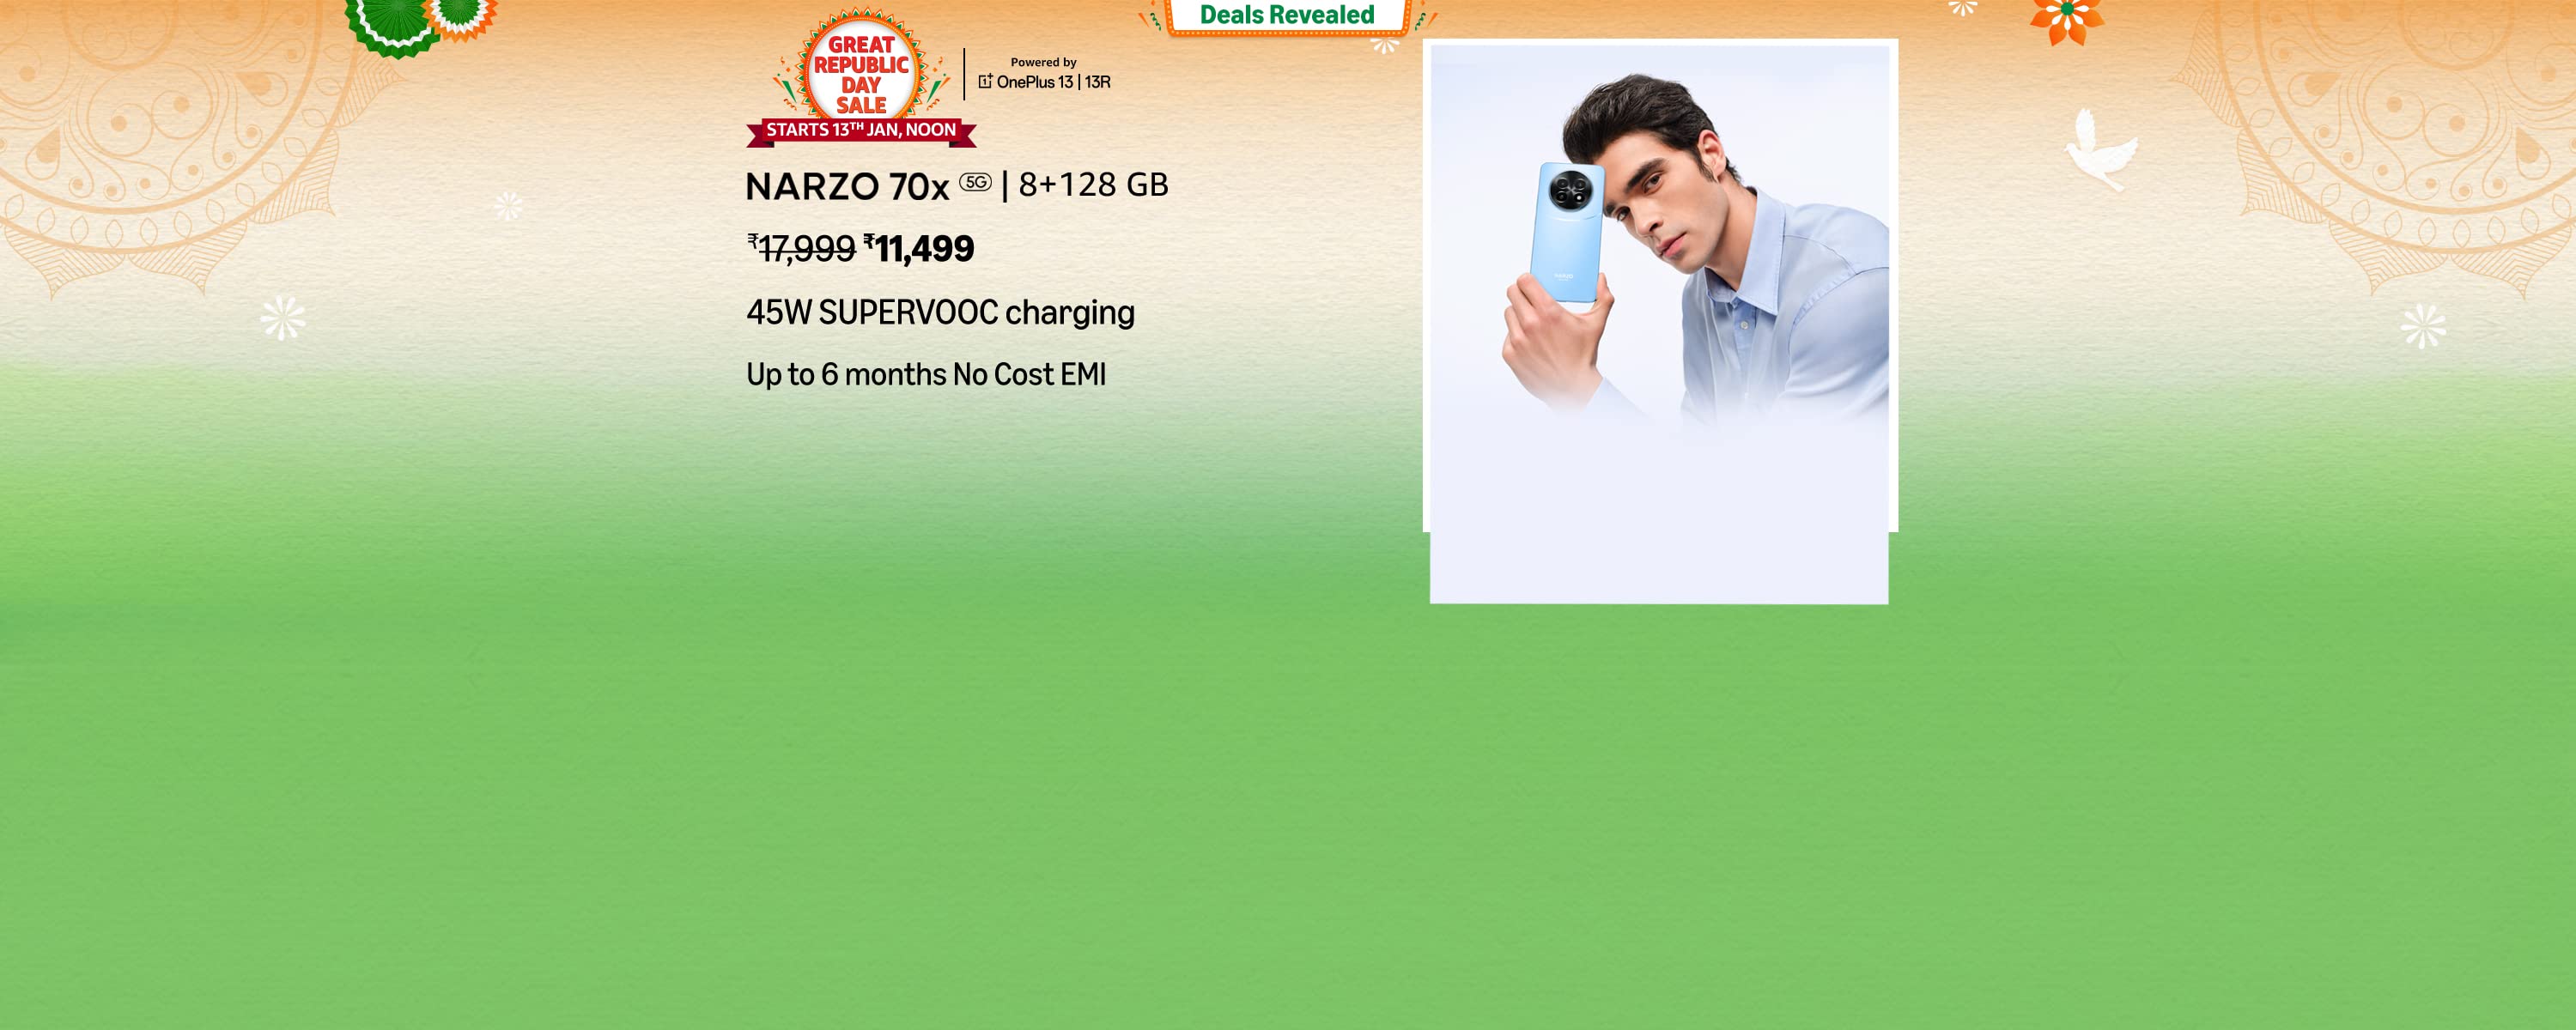 Deals Revealed
GREAT
REPUBLIC
DAY
SALE
STARTS 13TH JAN, NOON
Powered by
OnePlus 13 | 13R
NARZO 70x 5G | 8+128 GB
₹17,999 ₹11,499
45W SUPERVOOC charging
Up to 6 months No Cost EMI